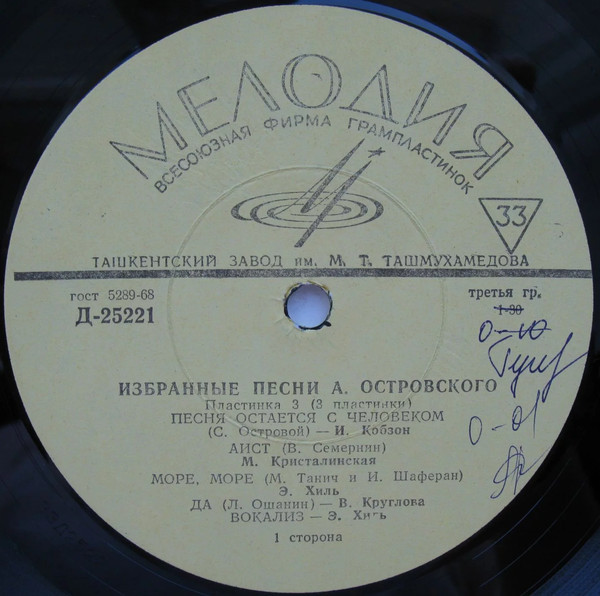 МЕЛОДИЯ
ВСЕСОЮЗНАЯ ФИРМА ГРАМПЛАСТИНОК
33
ТАШКЕНТСКИЙ ЗАВОД им. М. Т. ТАШМУХАМЕДОВА
гост 5289-68
Д-25221
третья гр.
1-30
0-10
0-01
ИЗБРАННЫЕ ПЕСНИ А. ОСТРОВСКОГО
Пластинка 3 (3 пластинки)
ПЕСНЯ ОСТАЕТСЯ С ЧЕЛОВЕКОМ
(С. Островой) — И. Кобзон
АИСТ (В. Семернин)
М. Кристалинская
МОРЕ, МОРЕ (М. Танич и И. Шаферан)
Э. Хиль
ДА (Л. Ошанин) — В. Круглова
ВОКАЛИЗ — Э. Хиль
1 сторона